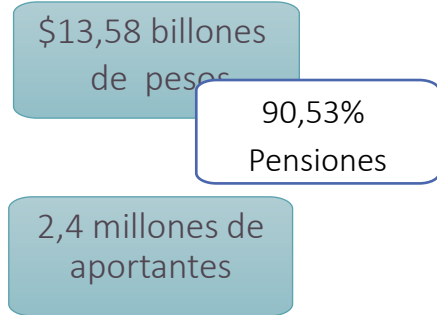 $13,58 billones
de pesos
90,53%
Pensiones
2,4 millones de
aportantes